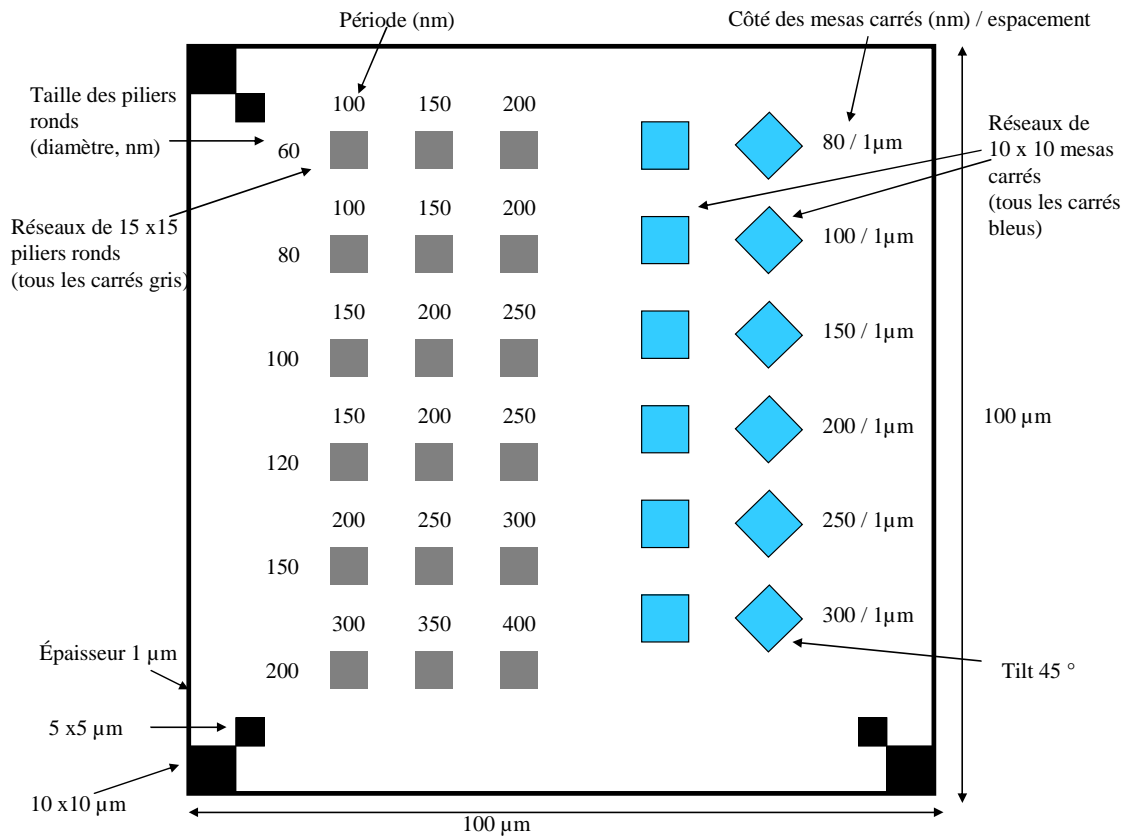 Période (nm)
Côté des mesas carrés (nm) / espacement
Taille des piliers
ronds
(diamètre, nm)
100 150 200
60
80 / 1µm
Réseaux de
10 x 10 mesas
carrés
(tous les carrés
bleus)
Réseaux de 15 x15
piliers ronds
(tous les carrés gris)
100 150 200
80
100 / 1µm
150 200 250
100
150 / 1µm
150 200 250
120
200 / 1µm
100 µm
200 250 300
150
250 / 1µm
300 350 400
200
300 / 1µm
Épaisseur 1 µm
Tilt 45 °
5 x5 µm
10 x10 µm
100 µm